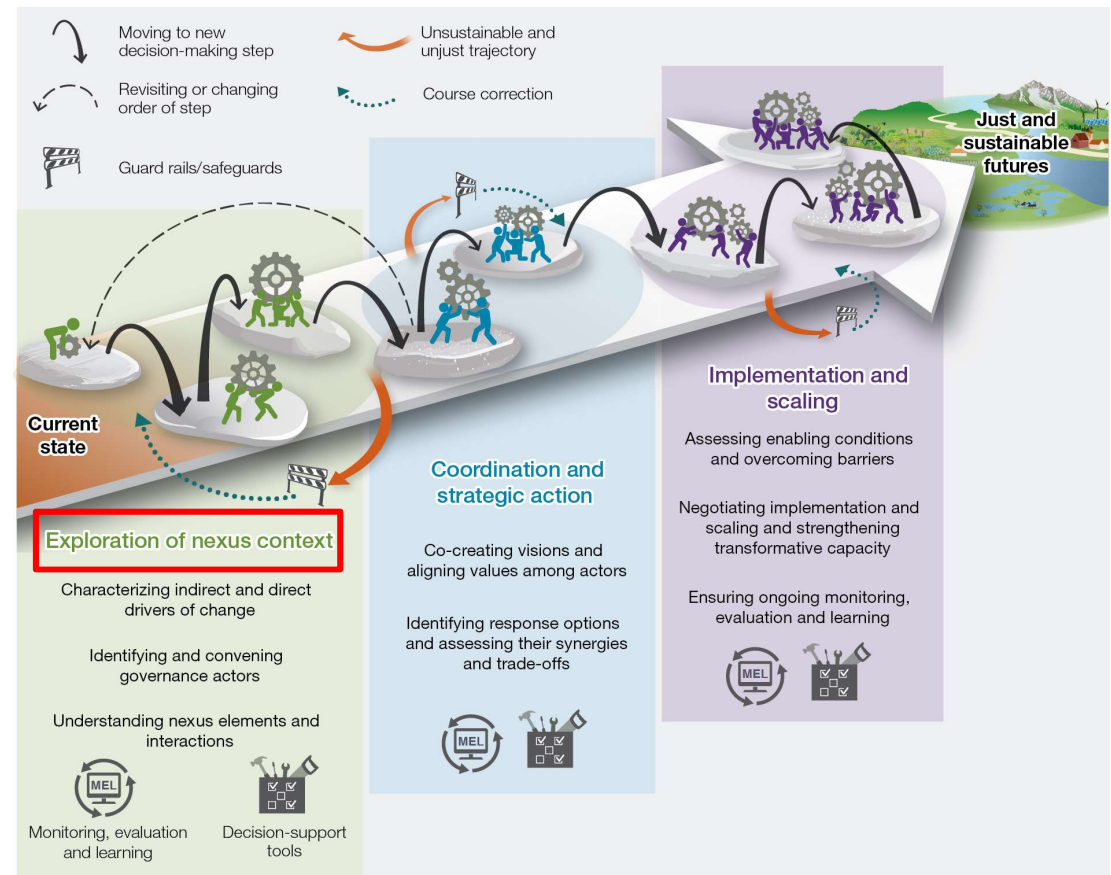 Moving to new
decision-making step
Unsustainable and
unjust trajectory
Revisiting or changing
order of step
Course correction
Guard rails/safeguards
Just and
sustainable
futures
Current
state
Exploration of nexus context
Characterizing indirect and direct
drivers of change
Identifying and convening
governance actors
Understanding nexus elements and
interactions
MEL
Monitoring, evaluation
and learning
Decision-support
tools
Coordination and
strategic action
Co-creating visions and
aligning values among actors
Identifying response options
and assessing their synergies
and trade-offs
MEL
Implementation and
scaling
Assessing enabling conditions
and overcoming barriers
Negotiating implementation and
scaling and strengthening
transformative capacity
Ensuring ongoing monitoring,
evaluation and learning
MEL